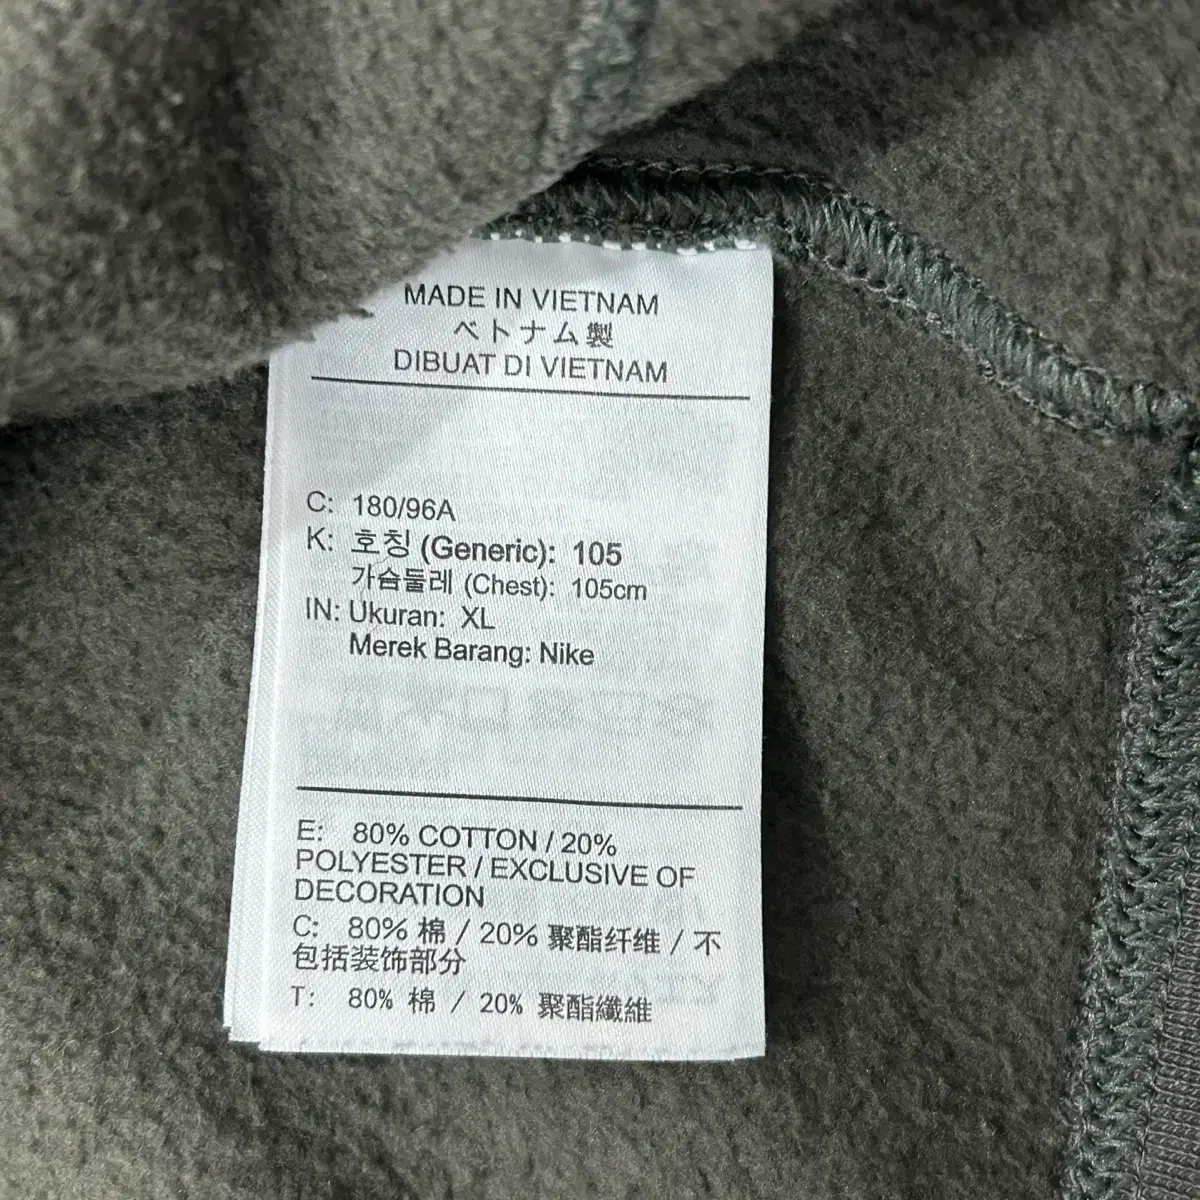 MADE IN VIETNAM
ベトナム製
DIBUAT DI VIETNAM
C: 180/96A
K: 호칭 (Generic): 105
가슴둘레 (Chest): 105cm
IN: Ukuran: XL
Merek Barang: Nike
E: 80% COTTON / 20%
POLYESTER / EXCLUSIVE OF
DECORATION
C: 80% 棉 / 20% 聚酯纤维 / 不
包括装饰部分
T: 80% 棉 / 20% 聚酯纖維